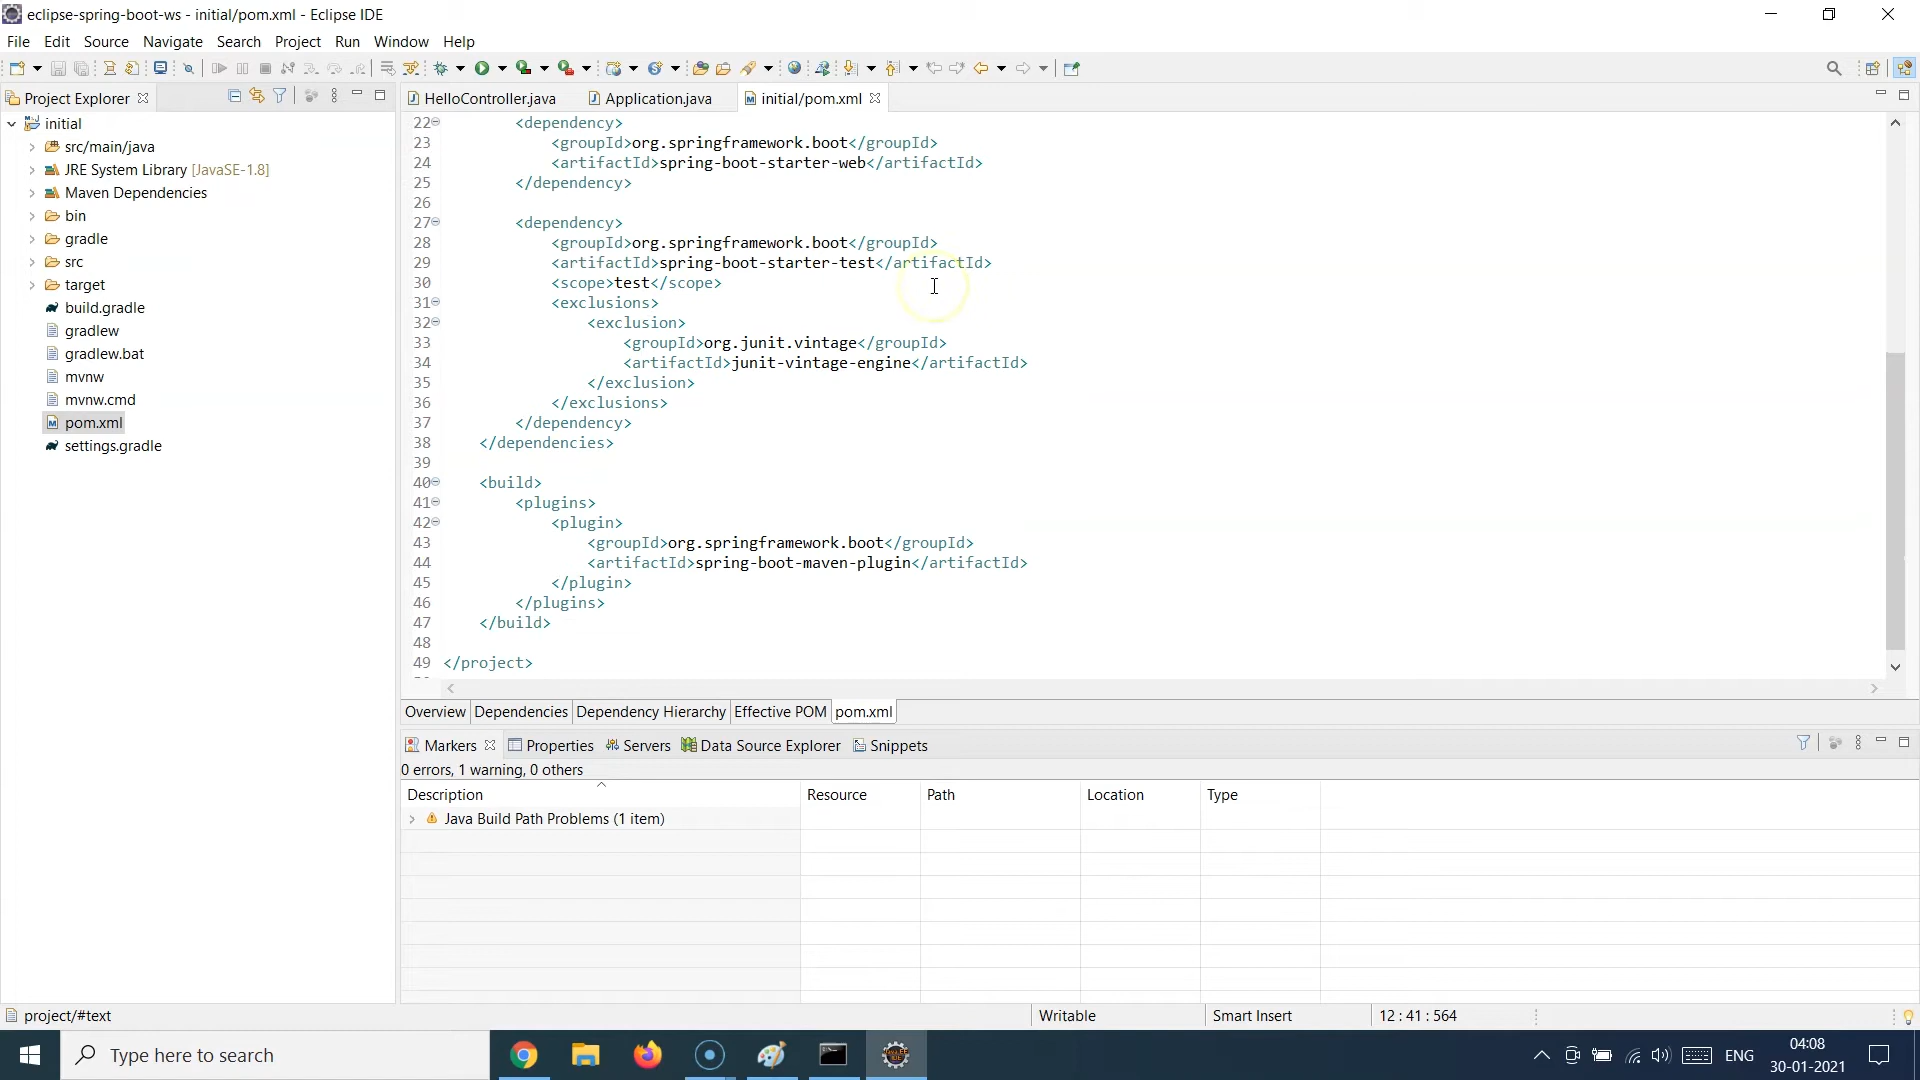 eclipse-spring-boot-ws - initial/pom.xml - Eclipse IDE
File Edit Source Navigate Search Project Run Window Help
Project Explorer
initial
src/main/java
JRE System Library [JavaSE-1.8]
Maven Dependencies
bin
gradle
src
target
build.gradle
gradlew
gradlew.bat
mvnw
mvnw.cmd
pom.xml
settings.gradle
HelloController.java Application.java initial/pom.xml
22 <dependency>
23 <groupId>org.springframework.boot</groupId>
24 <artifactId>spring-boot-starter-web</artifactId>
25 </dependency>
26
27 <dependency>
28 <groupId>org.springframework.boot</groupId>
29 <artifactId>spring-boot-starter-test</artifactId>
30 <scope>test</scope>
31 <exclusions>
32 <exclusion>
33 <groupId>org.junit.vintage</groupId>
34 <artifactId>junit-vintage-engine</artifactId>
35 </exclusion>
36 </exclusions>
37 </dependency>
38 </dependencies>
39
40 <build>
41 <plugins>
42 <plugin>
43 <groupId>org.springframework.boot</groupId>
44 <artifactId>spring-boot-maven-plugin</artifactId>
45 </plugin>
46 </plugins>
47 </build>
48
49 </project>
Overview Dependencies Dependency Hierarchy Effective POM pom.xml
Markers Properties Servers Data Source Explorer Snippets
0 errors, 1 warning, 0 others
Description Resource Path Location Type
Java Build Path Problems (1 item)
project/#text Writable Smart Insert 12 : 41 : 564
Type here to search
ENG
04:08
30-01-2021